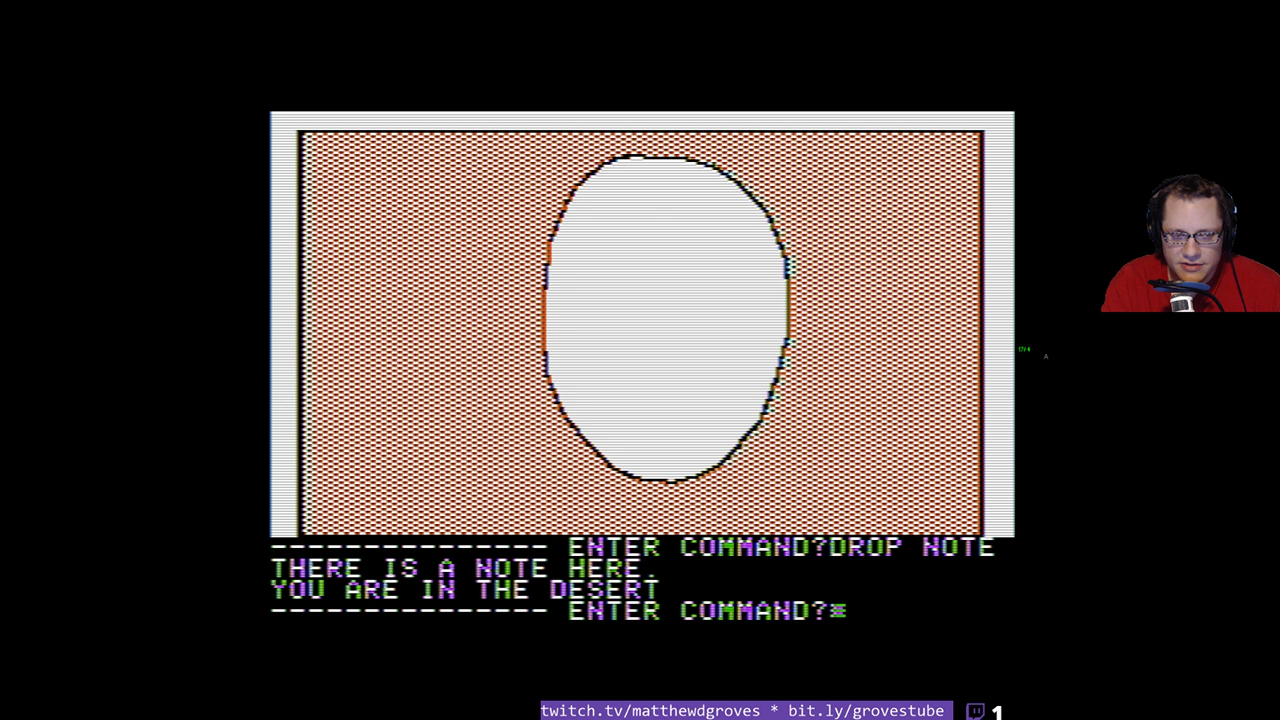 --------------- ENTER COMMAND?DROP NOTE
THERE IS A NOTE HERE.
YOU ARE IN THE DESERT
--------------- ENTER COMMAND?
twitch.tv/matthewdgroves * bit.ly/grovestube 1
A